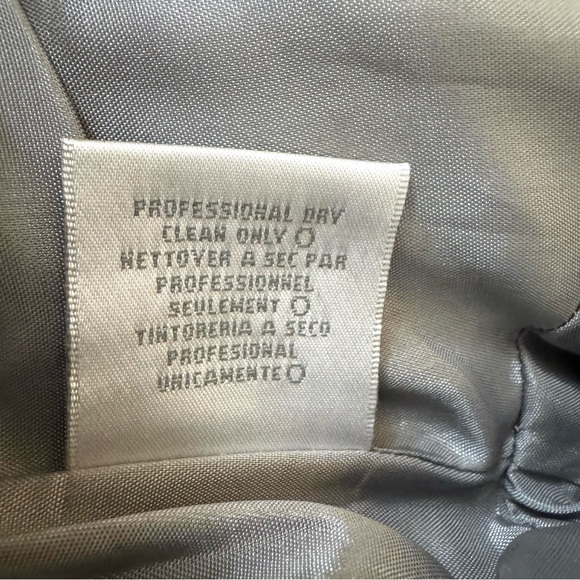 PROFESSIONAL DRY
CLEAN ONLY
NETTOYER A SEC PAR
PROFESSIONNEL
SEULEMENT
TINTORERIA A SECO
PROFESIONAL
UNICAMENTE